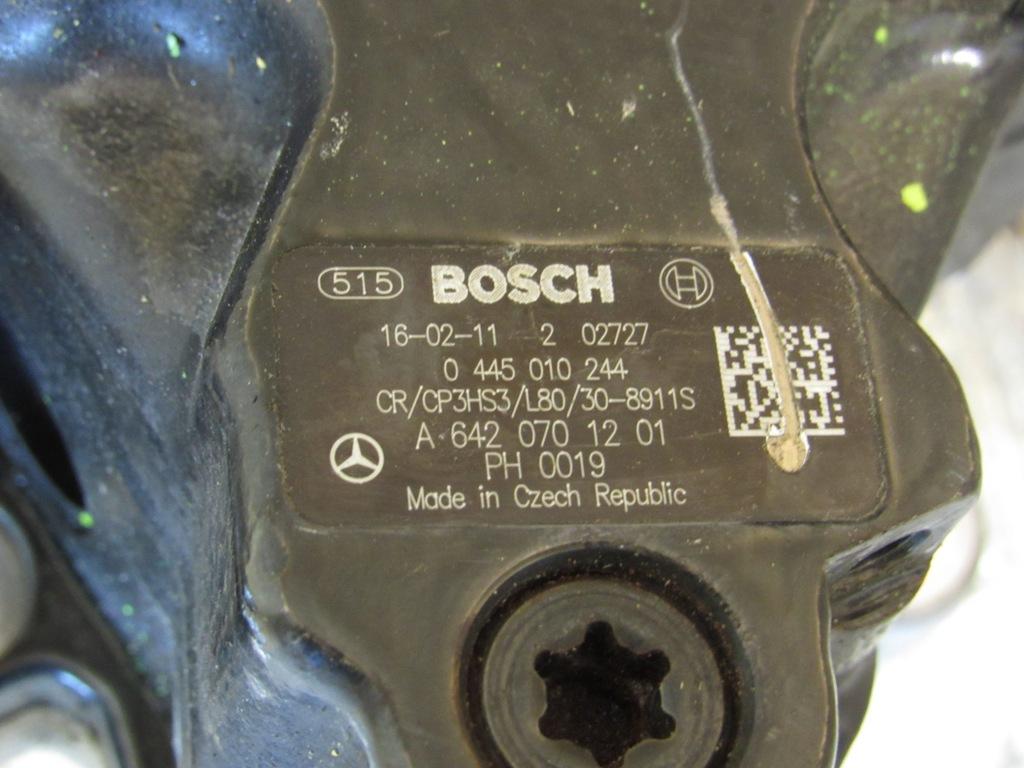 515 BOSCH
16-02-11 2 02727
0 445 010 244
CR/CP3HS3/L80/30-8911S
A 642 070 12 01
PH 0019
Made in Czech Republic